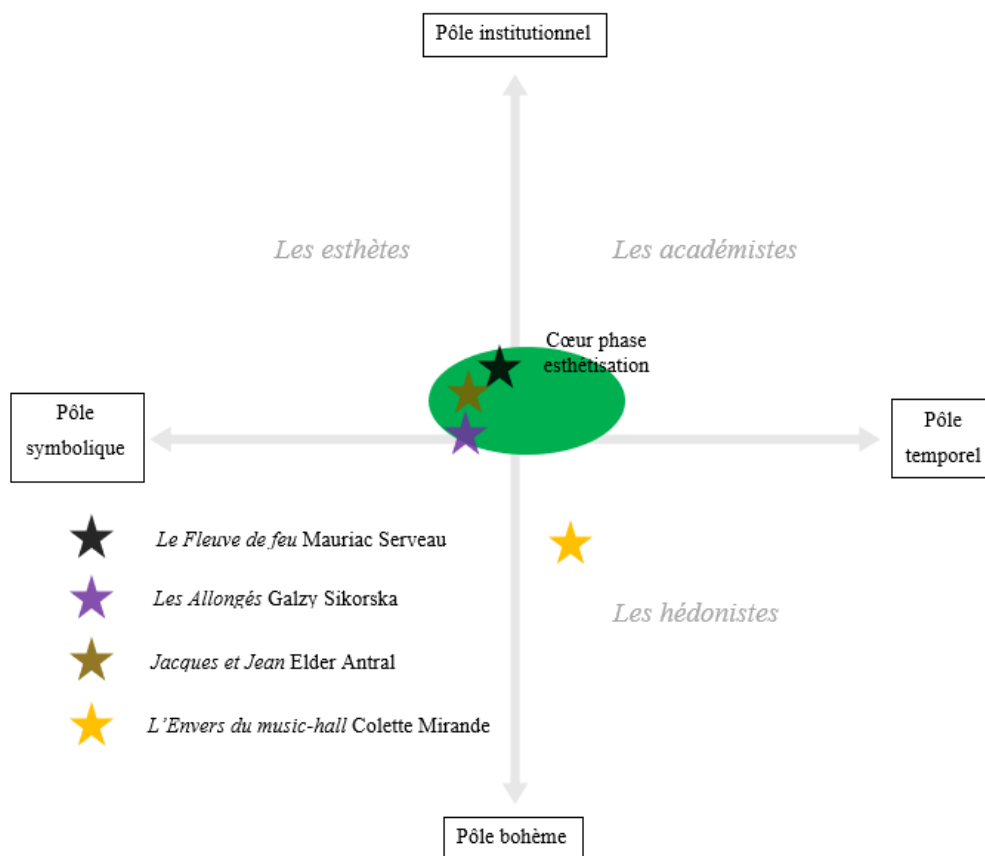 Pôle institutionnel
Les esthètes
Les académistes
Cœur phase
esthétisation
Pôle
symbolique
Pôle
temporel
Le Fleuve de feu Mauriac Serveau
Les Allongés Galzy Sikorska
Les hédonistes
Jacques et Jean Elder Antral
L'Envers du music-hall Colette Mirande
Pôle bohème